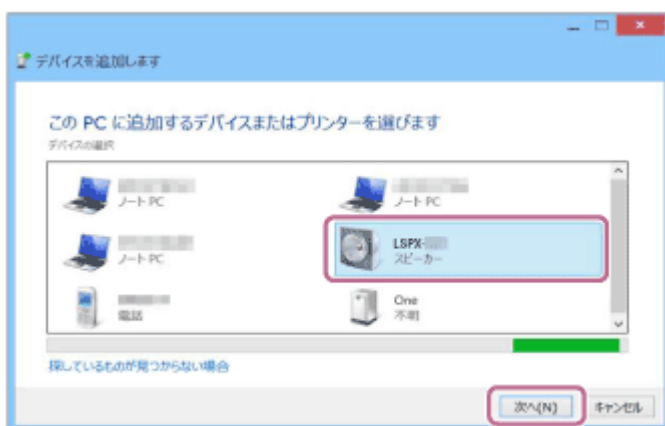 デバイスを追加します
この PC に追加するデバイスまたはプリンターを選びます
デバイスの選択
ノート PC
ノート PC
ノート PC
LSPX-
スピーカー
電話
One
不明
探しているものが見つからない場合
次へ(N)
キャンセル